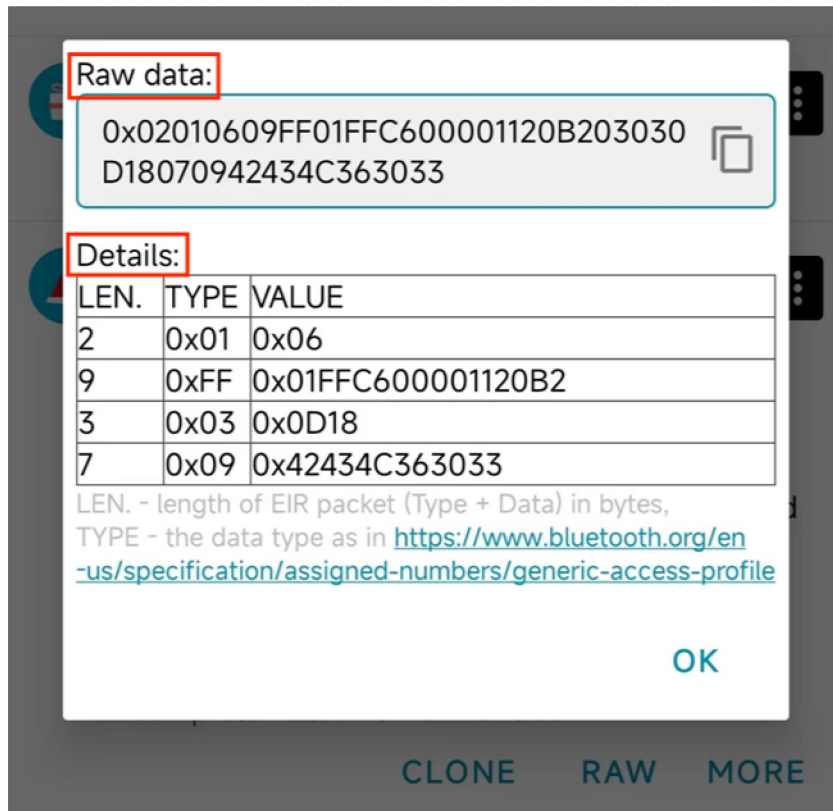 Raw data:
0x02010609FF01FFC600001120B203030
D18070942434C363033
Details:
LEN. TYPE VALUE
2 0x01 0x06
9 0xFF 0x01FFC600001120B2
3 0x03 0x0D18
7 0x09 0x42434C363033
LEN. - length of EIR packet (Type + Data) in bytes,
TYPE - the data type as in https://www.bluetooth.org/en
-us/specification/assigned-numbers/generic-access-profile
OK
CLONE RAW MORE